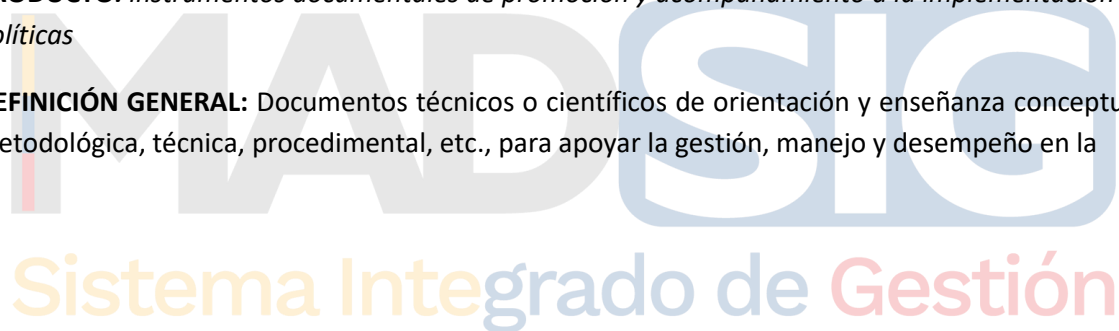 RODUCTO: Instrumentos documentales de promoción y acompañamiento a la implementación
olíticas
EFINICIÓN GENERAL: Documentos técnicos o científicos de orientación y enseñanza conceptu
etodológica, técnica, procedimental, etc., para apoyar la gestión, manejo y desempeño en la
MADSIG
Sistema Integrado de Gestión